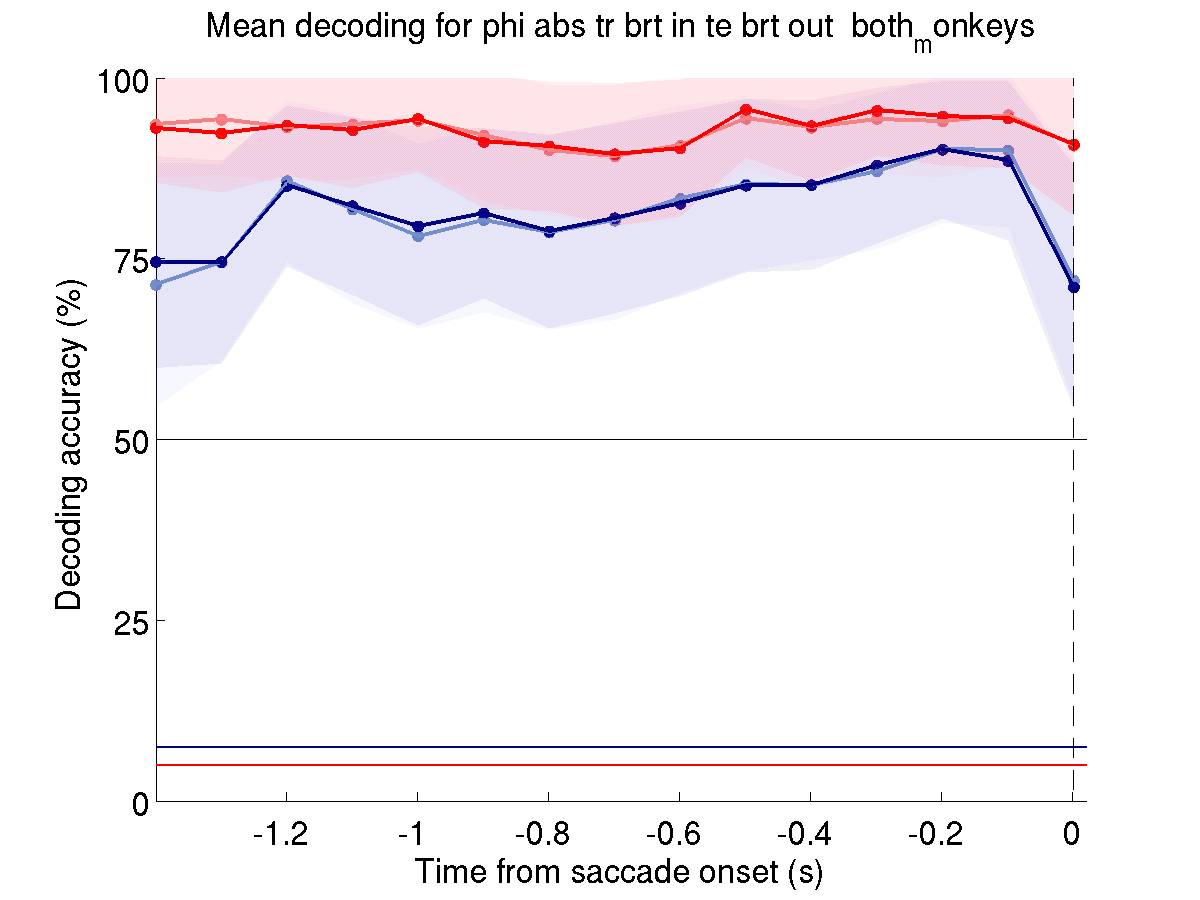 Mean decoding for phi abs tr brt in te brt out both_monkeys
100
75
50
25
0
Decoding accuracy (%)
-1.2 -1 -0.8 -0.6 -0.4 -0.2 0
Time from saccade onset (s)